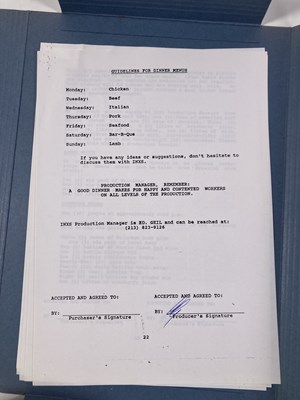 GUIDELINES FOR DINNER MENUS
Monday: Chicken
Tuesday: Beef
Wednesday: Italian
Thursday: Pork
Friday: Seafood
Saturday: Bar-B-Que
Sunday: Lamb
If you have any ideas or suggestions, don't hesitate to
discuss them with IWKS.
PRODUCTION MANAGER, REMEMBER:
A GOOD DINNER MAKES FOR HAPPY AND CONTENTED WORKERS
ON ALL LEVELS OF THE PRODUCTION.
IWKS Production Manager is ED. GEIL and can be reached at:
(213) 823-9126
ACCEPTED AND AGREED TO: ACCEPTED AND AGREED TO:
BY: BY:
Purchaser's Signature Producer's Signature
22